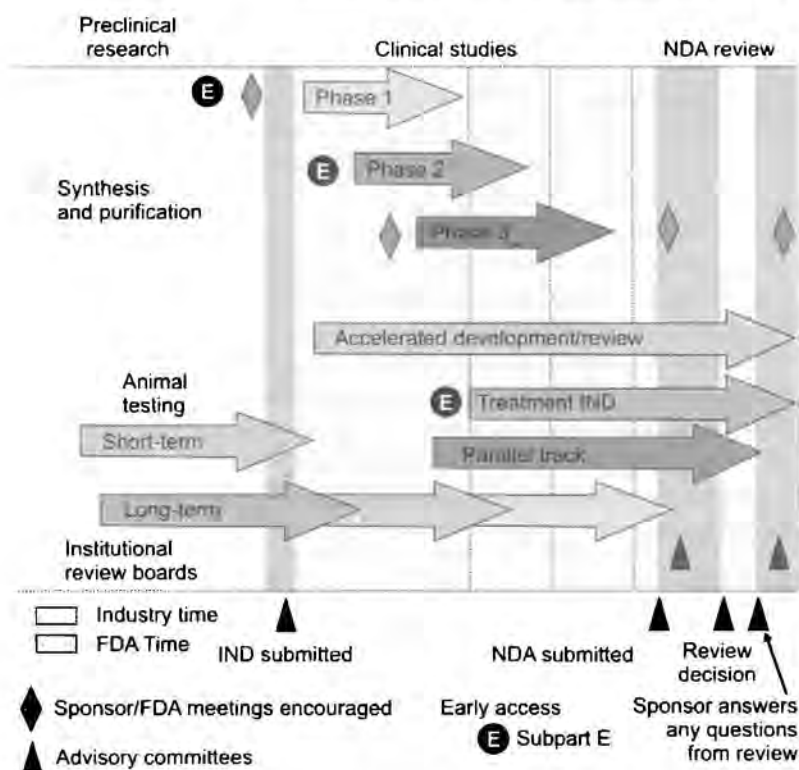 Preclinical
research
Clinical studies
NDA review
E
Phase 1
E
Phase 2
Synthesis
and purification
Phase 3
Accelerated development/review
Animal
testing
E
Treatment IND
Short-term
Parallel track
Long-term
Institutional
review boards
Industry time
FDA Time
IND submitted
NDA submitted
Review
decision
Sponsor/FDA meetings encouraged
Early access
E Subpart E
Sponsor answers
any questions
from review
Advisory committees